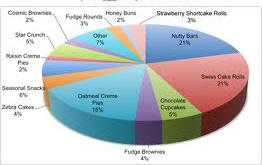 Cosmic Brownies
2%
Fudge Rounds
3%
Honey Buns
2%
Strawberry Shortcake Rolls
3%
Star Crunch
5%
Other
7%
Nutty Bars
21%
Raisin Creme
Pies
2%
Swiss Cake Rolls
21%
Seasonal Snacks
6%
Oatmeal Creme
Pies
15%
Chocolate
Cupcakes
5%
Zebra Cakes
4%
Fudge Brownies
4%